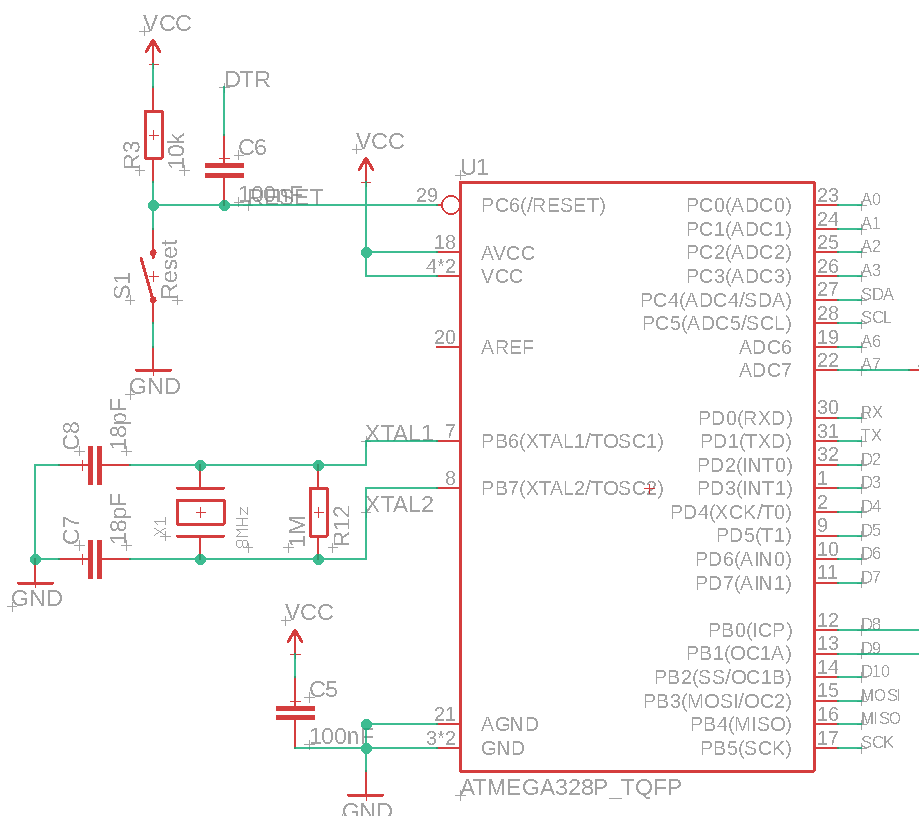 VCC
DTR
R3
10k
C6
100nF
RESET
VCC
U1
29
PC6(/RESET)
18
AVCC
4*2
VCC
20
AREF
S1
Reset
GND
C8
18pF
XTAL1
7
PB6(XTAL1/TOSC1)
8
PB7(XTAL2/TOSC2)
XTAL2
X1
8MHz
1M
R12
C7
18pF
GND
VCC
C5
100nF
21
AGND
3*2
GND
GND
PC0(ADC0) 23 A0
PC1(ADC1) 24 A1
PC2(ADC2) 25 A2
PC3(ADC3) 26 A3
PC4(ADC4/SDA) 27 SDA
PC5(ADC5/SCL) 28 SCL
ADC6 19 A6
ADC7 22 A7
PD0(RXD) 30 RX
PD1(TXD) 31 TX
PD2(INT0) 32 D2
PD3(INT1) 1 D3
PD4(XCK/T0) 2 D4
PD5(T1) 9 D5
PD6(AIN0) 10 D6
PD7(AIN1) 11 D7
PB0(ICP) 12 D8
PB1(OC1A) 13 D9
PB2(SS/OC1B) 14 D10
PB3(MOSI/OC2) 15 MOSI
PB4(MISO) 16 MISO
PB5(SCK) 17 SCK
ATMEGA328P_TQFP